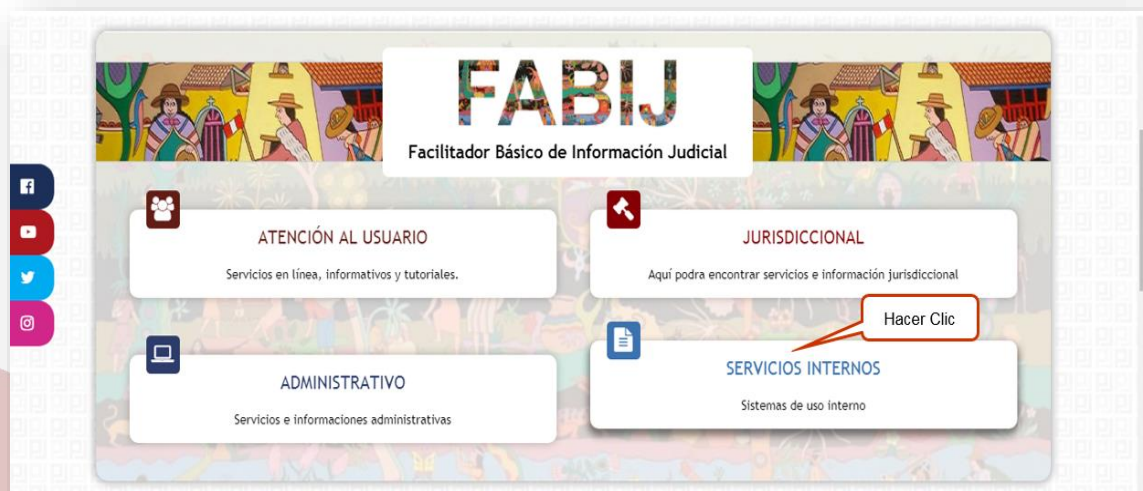 FABIJ
Facilitador Básico de Información Judicial
ATENCIÓN AL USUARIO
Servicios en línea, informativos y tutoriales.
JURISDICCIONAL
Aquí podra encontrar servicios e información jurisdiccional
Hacer Clic
ADMINISTRATIVO
Servicios e informaciones administrativas
SERVICIOS INTERNOS
Sistemas de uso interno